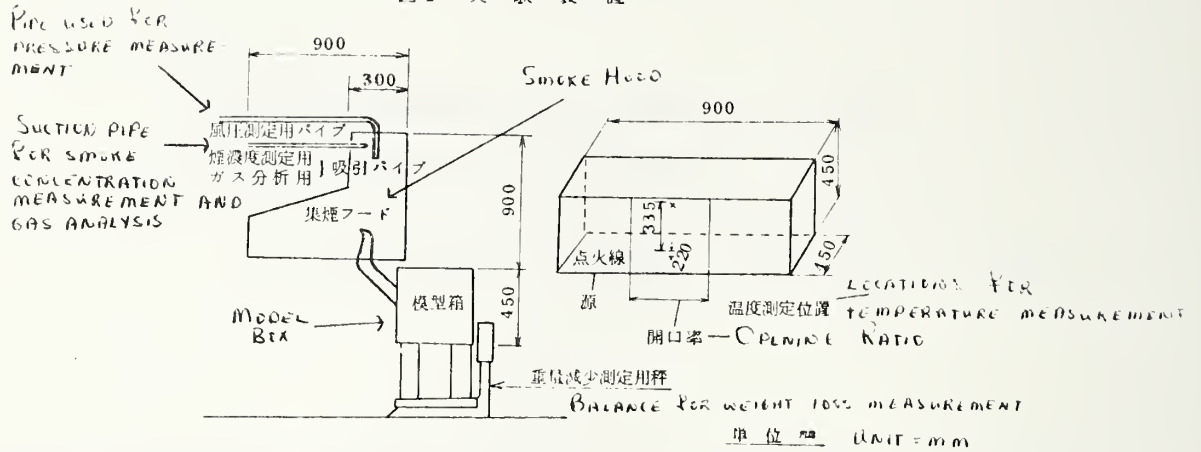 PIPE USED FOR
PRESSURE MEASURE-
MENT
900
300
SMOKE HOOD
風圧測定用パイプ
SUCTION PIPE
FOR SMOKE
CONCENTRATION
MEASUREMENT AND
GAS ANALYSIS
煙濃度測定用
ガス分析用
吸引パイプ
集煙フード
900
450
模型箱
MODEL
BOX
重量減少測定用秤
BALANCE FOR WEIGHT LOSS MEASUREMENT
900
450
450
335
220
点火線
源
温度測定位置
LOCATIONS FOR
TEMPERATURE MEASUREMENT
開口率 — OPENING RATIO
単位 mm UNIT = mm